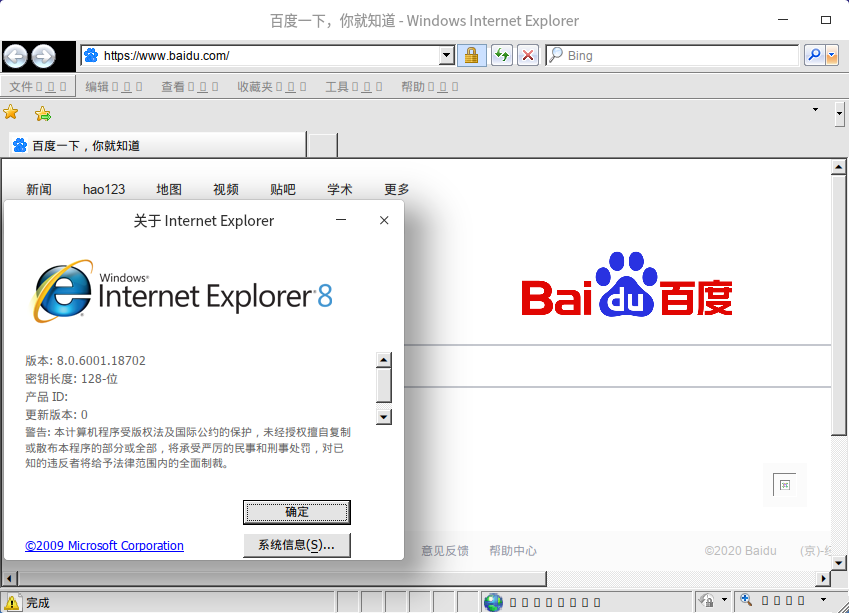 百度一下，你就知道 - Windows Internet Explorer
https://www.baidu.com/
Bing
文件 编辑 查看 收藏夹 工具 帮助
百度一下，你就知道
新闻 hao123 地图 视频 贴吧 学术 更多
关于 Internet Explorer
Windows®
Internet Explorer® 8
Bai du 百度
版本: 8.0.6001.18702
密钥长度: 128-位
产品 ID:
更新版本: 0
警告: 本计算机程序受版权法及国际公约的保护，未经授权擅自复制
或散布本程序的部分或全部，将承受严厉的民事和刑事处罚，对已
知的违反者将给予法律范围内的全面制裁。
确定
©2009 Microsoft Corporation
系统信息(S)...
意见反馈 帮助中心 ©2020 Baidu (京)-
完成